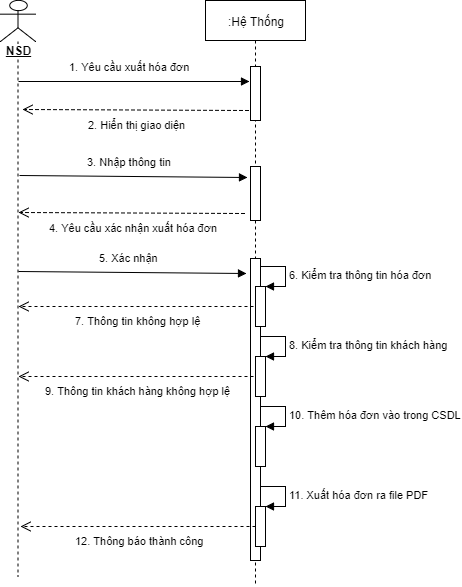 :Hệ Thống
NSD
1. Yêu cầu xuất hóa đơn
2. Hiển thị giao diện
3. Nhập thông tin
4. Yêu cầu xác nhận xuất hóa đơn
5. Xác nhận
6. Kiểm tra thông tin hóa đơn
7. Thông tin không hợp lệ
8. Kiểm tra thông tin khách hàng
9. Thông tin khách hàng không hợp lệ
10. Thêm hóa đơn vào trong CSDL
11. Xuất hóa đơn ra file PDF
12. Thông báo thành công